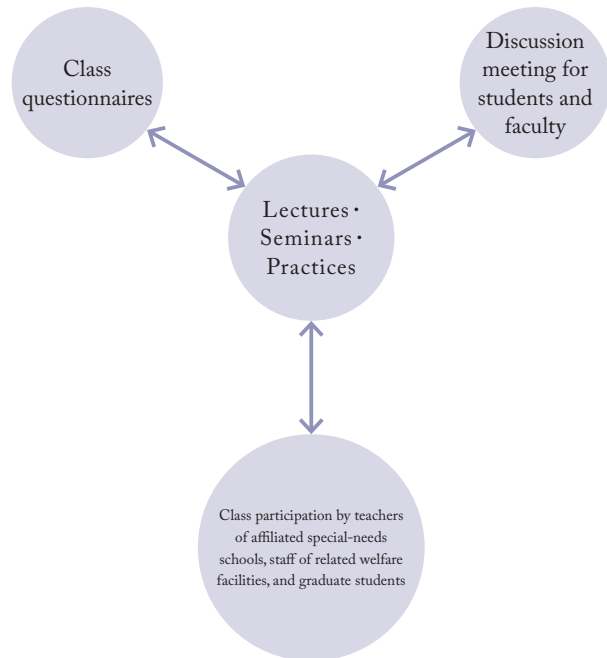 Class
questionnaires
Discussion
meeting for
students and
faculty
Lectures・
Seminars・
Practices
Class participation by teachers
of affiliated special-needs
schools, staff of related welfare
facilities, and graduate students